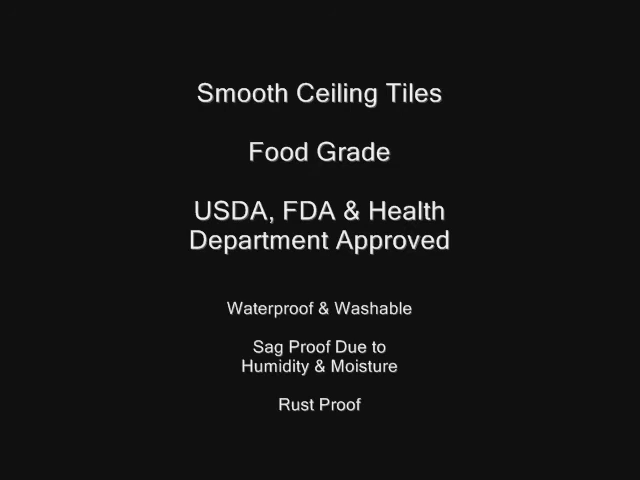 Smooth Ceiling Tiles
Food Grade
USDA, FDA & Health
Department Approved
Waterproof & Washable
Sag Proof Due to
Humidity & Moisture
Rust Proof